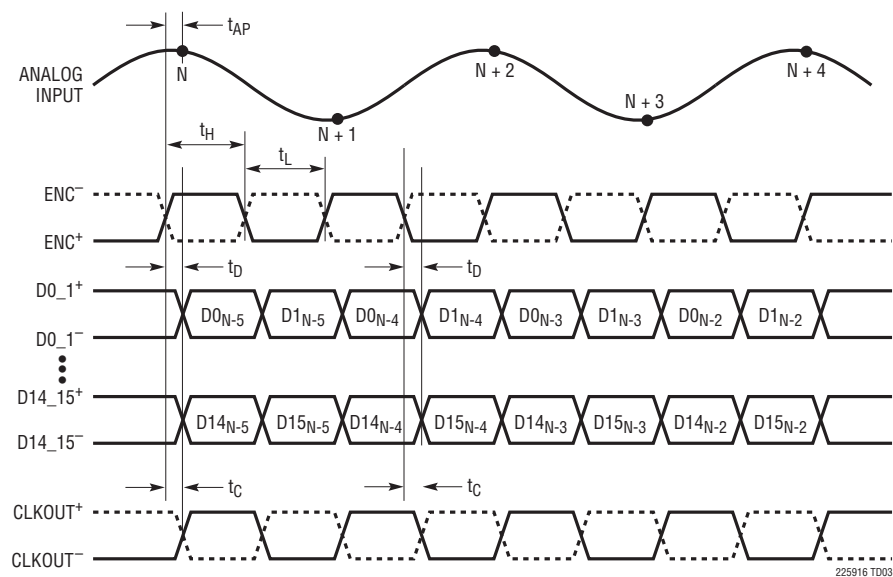 tAP
ANALOG
INPUT
N
N + 1
N + 2
N + 3
N + 4
tH
tL
ENC–
ENC+
tD
tD
D0_1+
D0_1–
D0N-5 D1N-5 D0N-4 D1N-4 D0N-3 D1N-3 D0N-2 D1N-2
D14_15+
D14_15–
D14N-5 D15N-5 D14N-4 D15N-4 D14N-3 D15N-3 D14N-2 D15N-2
tC
tC
CLKOUT+
CLKOUT–
225916 TD03